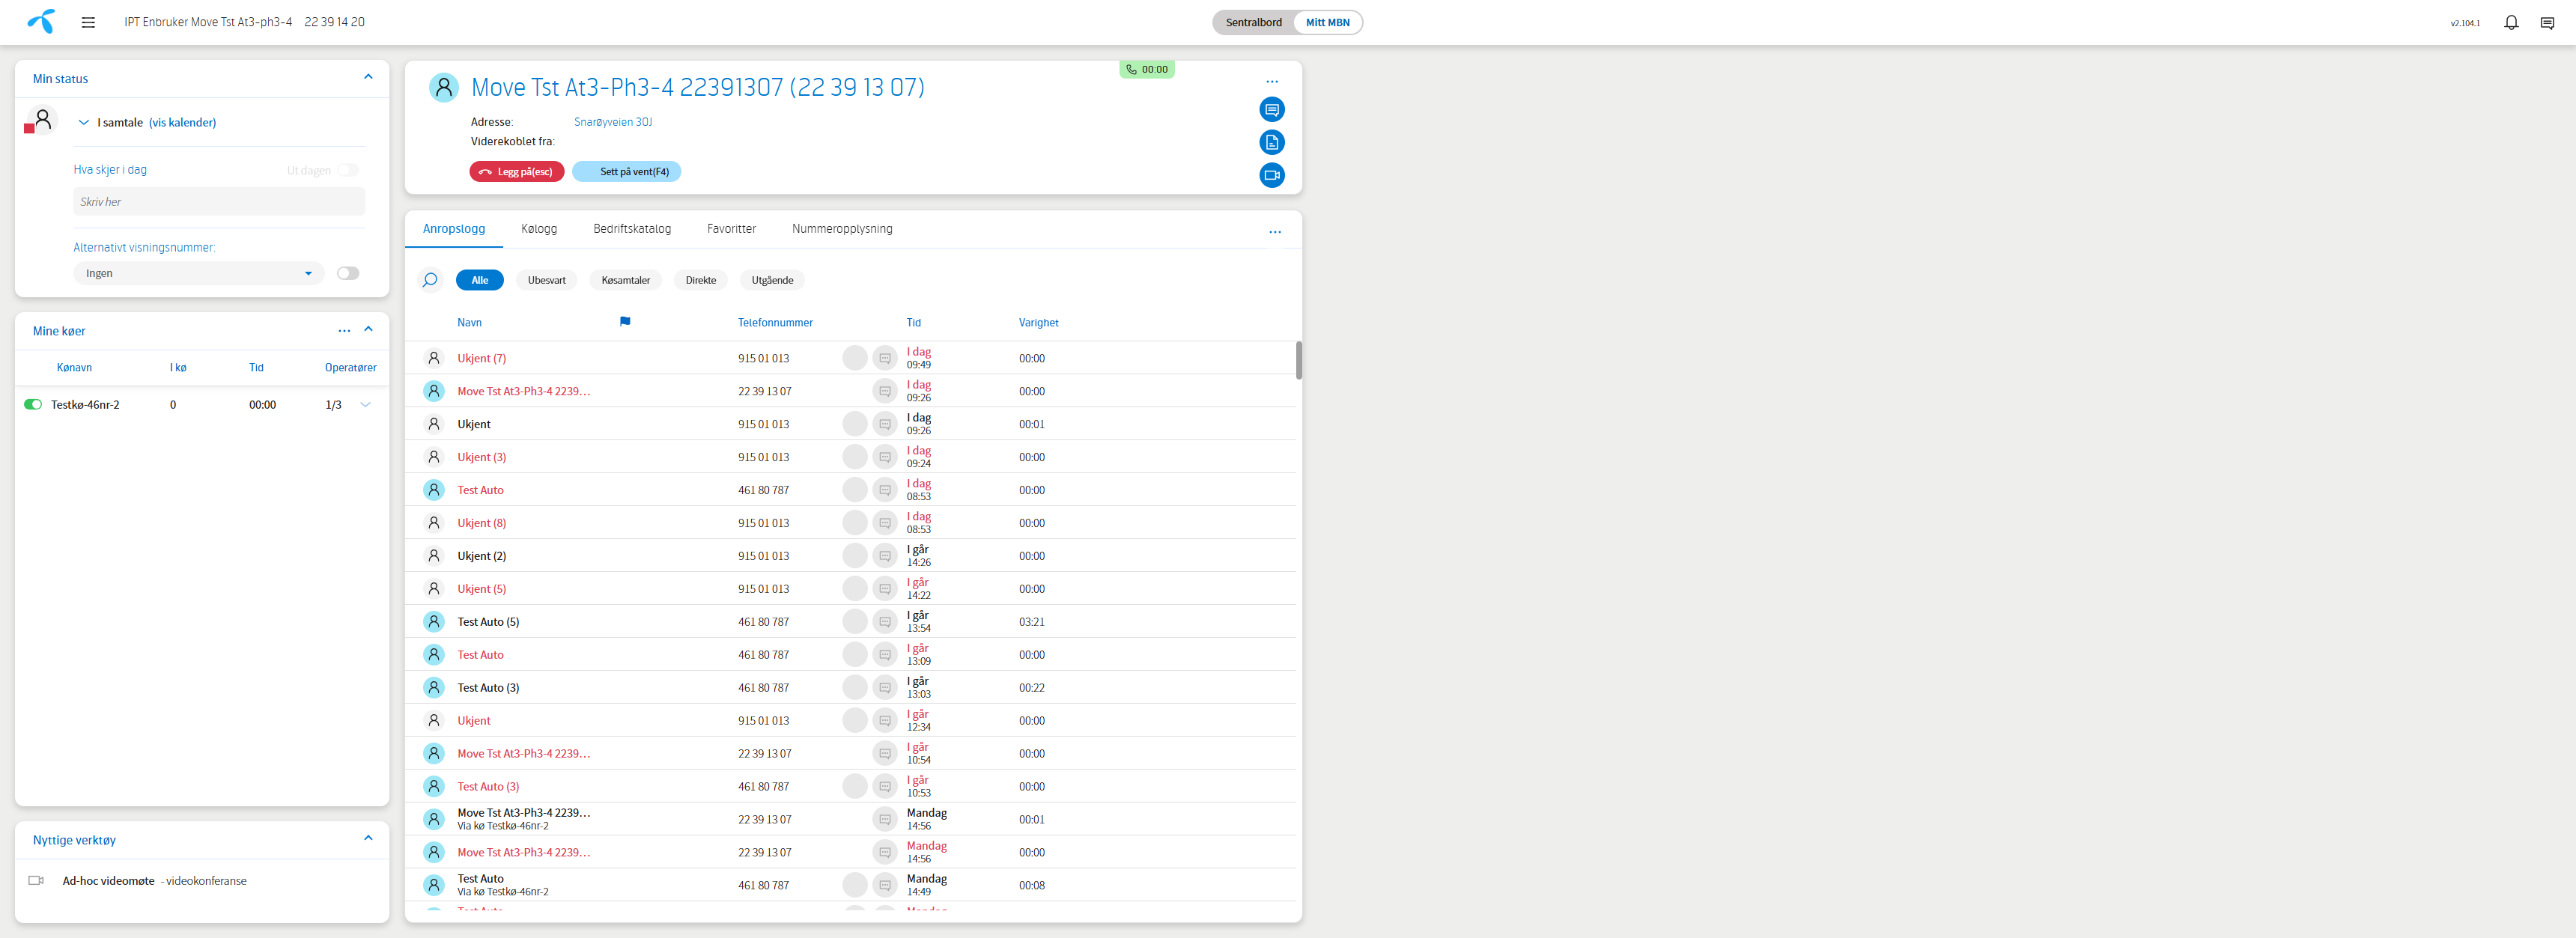 IPT Enbruker Move Tst At3-ph3-4 22 39 14 20
Sentralbord Mitt MBN
v2.104.1
Min status
I samtale (vis kalender)
Hva skjer i dag Ut dagen
Skriv her
Alternativt visningsnummer:
Ingen
Mine køer
Kønavn I kø Tid Operatører
Testkø-46nr-2 0 00:00 1/3
Nyttige verktøy
Ad-hoc videomøte - videokonferanse
00:00
Move Tst At3-Ph3-4 22391307 (22 39 13 07)
Adresse: Snarøyveien 30J
Viderekoblet fra:
Legg på(esc) Sett på vent(F4)
Anropslogg Kølogg Bedriftskatalog Favoritter Nummeropplysning
Alle Ubesvart Køsamtaler Direkte Utgående
Navn Telefonnummer Tid Varighet
Ukjent (7) 915 01 013 I dag 09:49 00:00
Move Tst At3-Ph3-4 2239... 22 39 13 07 I dag 09:26 00:00
Ukjent 915 01 013 I dag 09:26 00:01
Ukjent (3) 915 01 013 I dag 09:24 00:00
Test Auto 461 80 787 I dag 08:53 00:00
Ukjent (8) 915 01 013 I dag 08:53 00:00
Ukjent (2) 915 01 013 I går 14:26 00:00
Ukjent (5) 915 01 013 I går 14:22 00:00
Test Auto (5) 461 80 787 I går 13:54 03:21
Test Auto 461 80 787 I går 13:09 00:00
Test Auto (3) 461 80 787 I går 13:03 00:22
Ukjent 915 01 013 I går 12:34 00:00
Move Tst At3-Ph3-4 2239... 22 39 13 07 I går 10:54 00:00
Test Auto (3) 461 80 787 I går 10:53 00:00
Move Tst At3-Ph3-4 2239... 22 39 13 07 Mandag 00:01
Via kø Testkø-46nr-2 14:56
Move Tst At3-Ph3-4 2239... 22 39 13 07 Mandag 14:56 00:00
Test Auto 461 80 787 Mandag 00:08
Via kø Testkø-46nr-2 14:49